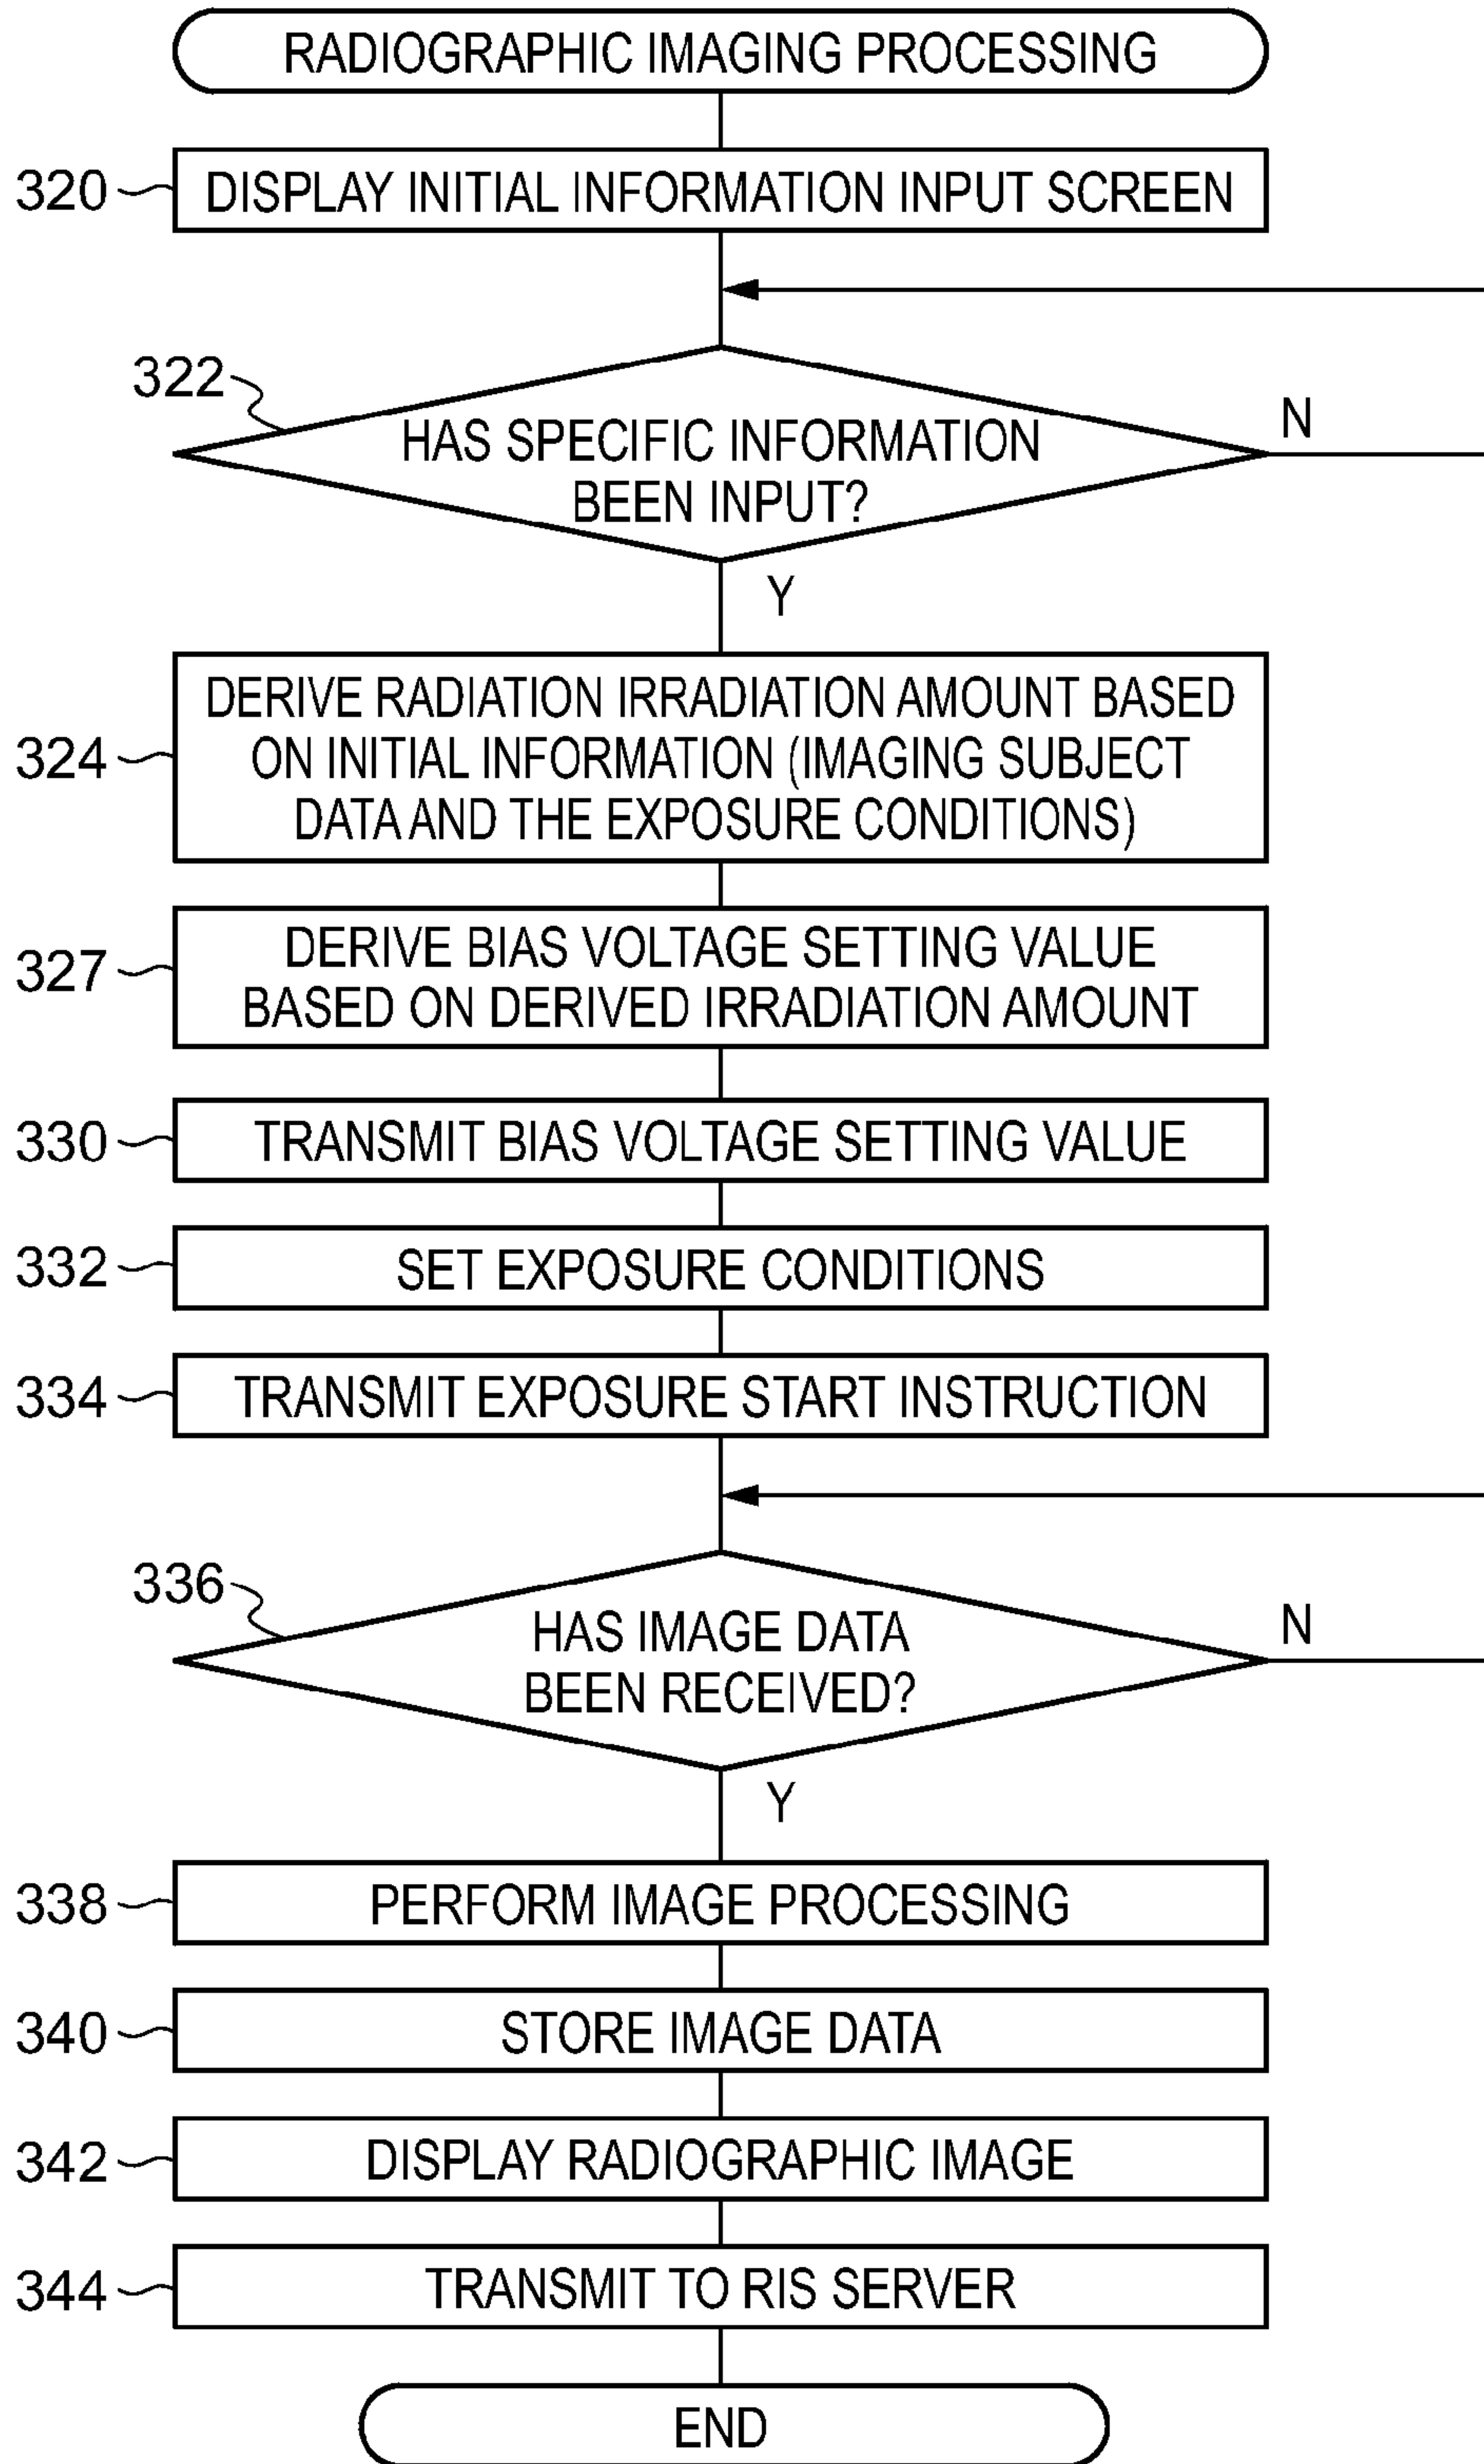 RADIOGRAPHIC IMAGING PROCESSING
320
DISPLAY INITIAL INFORMATION INPUT SCREEN
322
HAS SPECIFIC INFORMATION
BEEN INPUT?
N
Y
324
DERIVE RADIATION IRRADIATION AMOUNT BASED
ON INITIAL INFORMATION (IMAGING SUBJECT
DATA AND THE EXPOSURE CONDITIONS)
327
DERIVE BIAS VOLTAGE SETTING VALUE
BASED ON DERIVED IRRADIATION AMOUNT
330
TRANSMIT BIAS VOLTAGE SETTING VALUE
332
SET EXPOSURE CONDITIONS
334
TRANSMIT EXPOSURE START INSTRUCTION
336
HAS IMAGE DATA
BEEN RECEIVED?
N
Y
338
PERFORM IMAGE PROCESSING
340
STORE IMAGE DATA
342
DISPLAY RADIOGRAPHIC IMAGE
344
TRANSMIT TO RIS SERVER
END